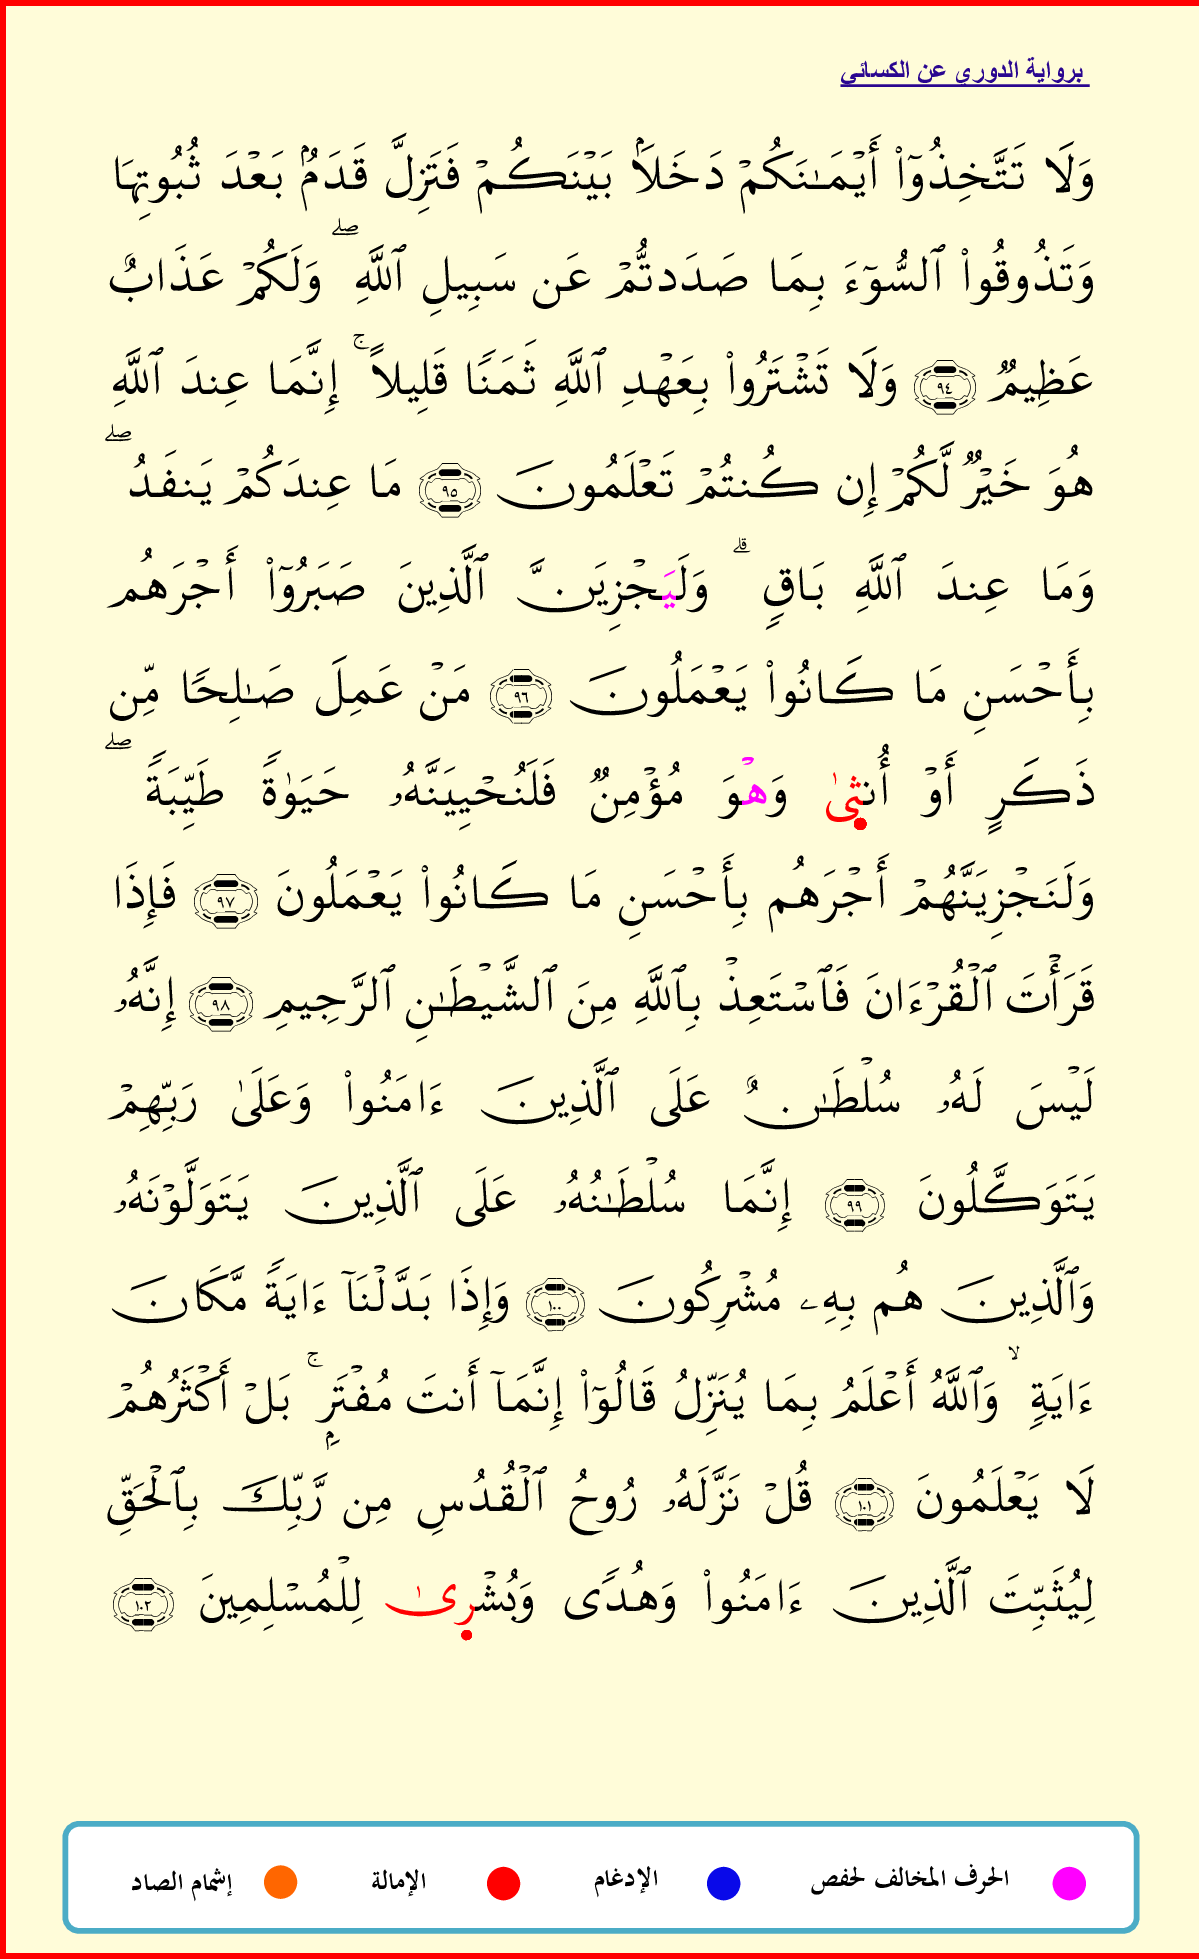 برواية الدوري عن الكسائي
وَلَا تَتَّخِذُوٓاْ أَيۡمَٰنَكُمۡ دَخَلَۢا بَيۡنَكُمۡ فَتَزِلَّ قَدَمُۢ بَعۡدَ ثُبُوتِهَا
وَتَذُوقُواْ ٱلسُّوٓءَ بِمَا صَدَدتُّمۡ عَن سَبِيلِ ٱللَّهِ ۖ وَلَكُمۡ عَذَابٌ
عَظِيمٞ ٩٤ وَلَا تَشۡتَرُواْ بِعَهۡدِ ٱللَّهِ ثَمَنٗا قَلِيلًا ۚ إِنَّمَا عِندَ ٱللَّهِ
هُوَ خَيۡرٞ لَّكُمۡ إِن كُنتُمۡ تَعۡلَمُونَ ٩٥ مَا عِندَكُمۡ يَنفَدُ ۖ
وَمَا عِندَ ٱللَّهِ بَاقٖ ۗ وَلَيَجۡزِيَنَّ ٱلَّذِينَ صَبَرُوٓاْ أَجۡرَهُم
بِأَحۡسَنِ مَا كَانُواْ يَعۡمَلُونَ ٩٦ مَنۡ عَمِلَ صَٰلِحٗا مِّن
ذَكَرٍ أَوۡ أُنثىٰ وَهۡوَ مُؤۡمِنٞ فَلَنُحۡيِيَنَّهُۥ حَيَوٰةٗ طَيِّبَةٗ ۖ
وَلَنَجۡزِيَنَّهُمۡ أَجۡرَهُم بِأَحۡسَنِ مَا كَانُواْ يَعۡمَلُونَ ٩٧ فَإِذَا
قَرَأۡتَ ٱلۡقُرۡءَانَ فَٱسۡتَعِذۡ بِٱللَّهِ مِنَ ٱلشَّيۡطَٰنِ ٱلرَّجِيمِ ٩٨ إِنَّهُۥ
لَيۡسَ لَهُۥ سُلۡطَٰنٌ عَلَى ٱلَّذِينَ ءَامَنُواْ وَعَلَىٰ رَبِّهِمۡ
يَتَوَكَّلُونَ ٩٩ إِنَّمَا سُلۡطَٰنُهُۥ عَلَى ٱلَّذِينَ يَتَوَلَّوۡنَهُۥ
وَٱلَّذِينَ هُم بِهِۦ مُشۡرِكُونَ ١٠٠ وَإِذَا بَدَّلۡنَآ ءَايَةٗ مَّكَانَ
ءَايَةٖ ۙ وَٱللَّهُ أَعۡلَمُ بِمَا يُنَزِّلُ قَالُوٓاْ إِنَّمَآ أَنتَ مُفۡتَرِۭ ۚ بَلۡ أَكۡثَرُهُمۡ
لَا يَعۡلَمُونَ ١٠١ قُلۡ نَزَّلَهُۥ رُوحُ ٱلۡقُدُسِ مِن رَّبِّكَ بِٱلۡحَقِّ
لِيُثَبِّتَ ٱلَّذِينَ ءَامَنُواْ وَهُدٗى وَبُشۡرىٰ لِلۡمُسۡلِمِينَ ١٠٢
الحرف المخالف لحفص الإدغام الإمالة إشمام الصاد